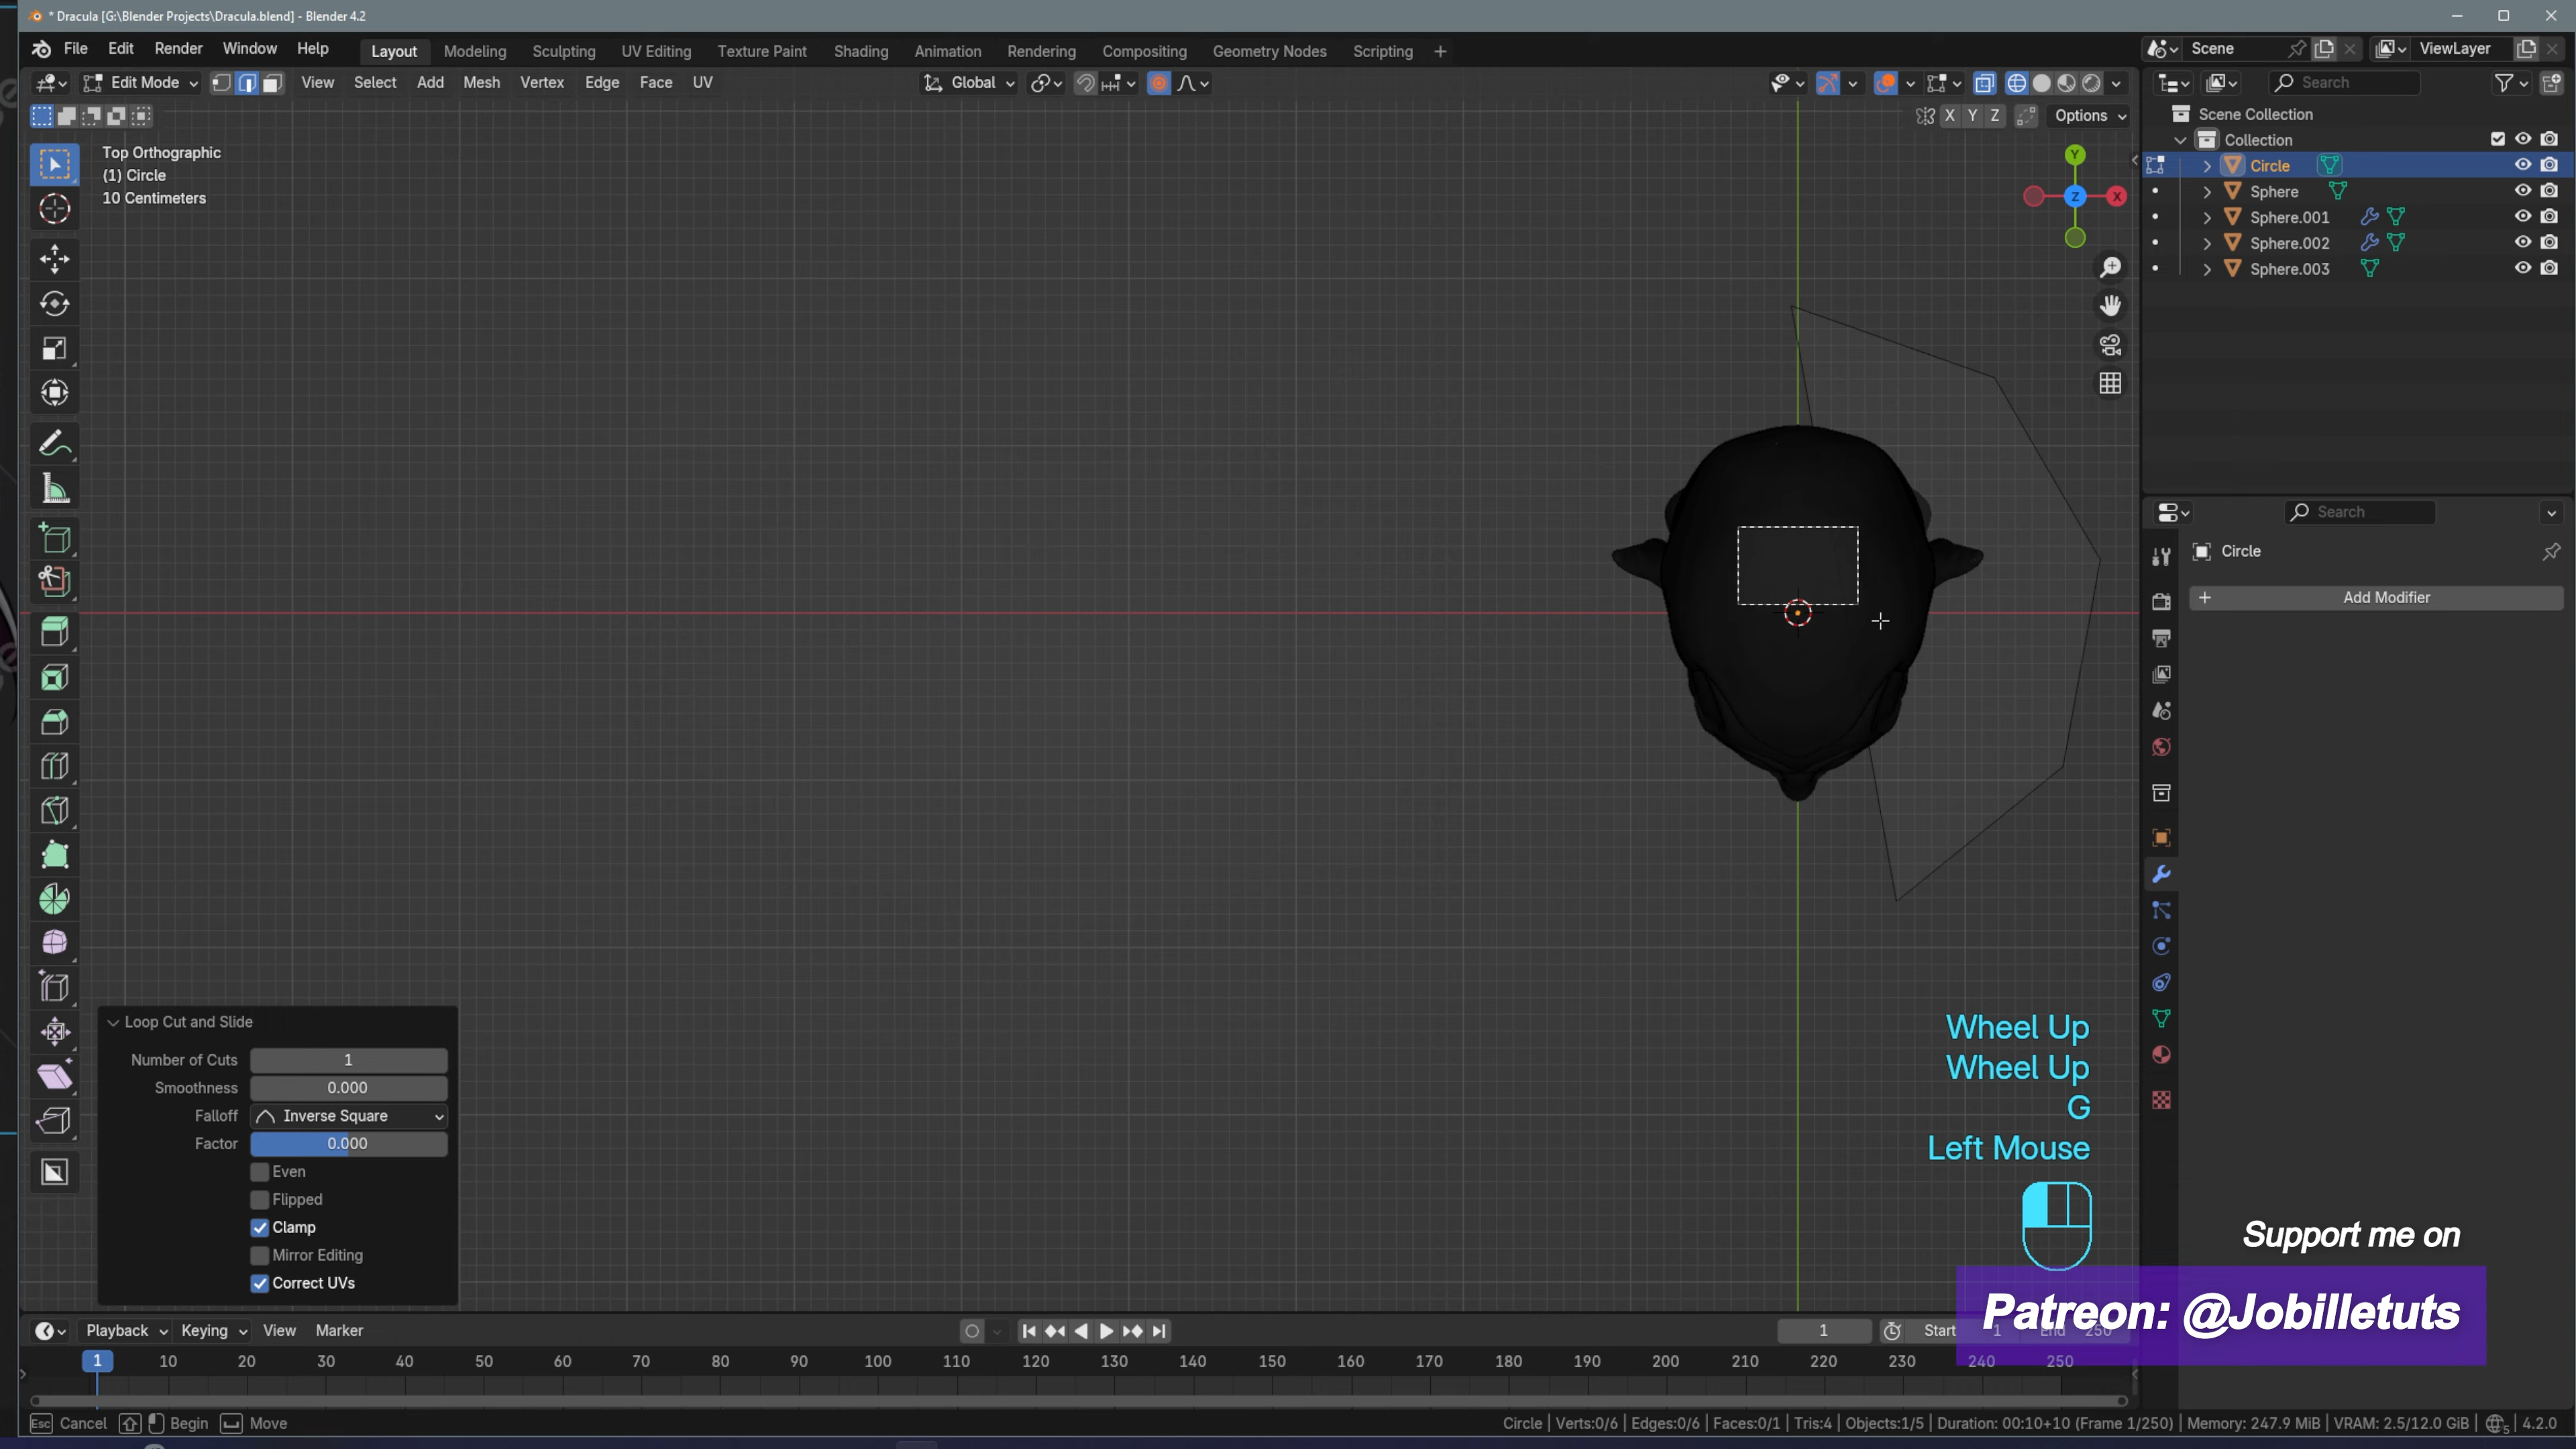 * Dracula [G:\Blender Projects\Dracula.blend] - Blender 4.2
File Edit Render Window Help Layout Modeling Sculpting UV Editing Texture Paint Shading Animation Rendering Compositing Geometry Nodes Scripting + Scene ViewLayer
Edit Mode View Select Add Mesh Vertex Edge Face UV Global Search
X Y Z Options Scene Collection
Top Orthographic
(1) Circle
10 Centimeters
Y
Z X
Collection
Circle
Sphere
Sphere.001
Sphere.002
Sphere.003
Search
Circle
+ Add Modifier
Loop Cut and Slide
Number of Cuts 1
Smoothness 0.000
Falloff Inverse Square
Factor 0.000
Even
Flipped
Clamp
Mirror Editing
Correct UVs
Wheel Up
Wheel Up
G
Left Mouse
Support me on
Patreon: @Jobilletuts
Playback Keying View Marker 1 Start 1 End 250
1 10 20 30 40 50 60 70 80 90 100 110 120 130 140 150 160 170 180 190 200 210 220 230 240 250
Esc Cancel Begin Move Circle | Verts:0/6 | Edges:0/6 | Faces:0/1 | Tris:4 | Objects:1/5 | Duration: 00:10+10 (Frame 1/250) | Memory: 247.9 MiB | VRAM: 2.5/12.0 GiB | 5 | 4.2.0